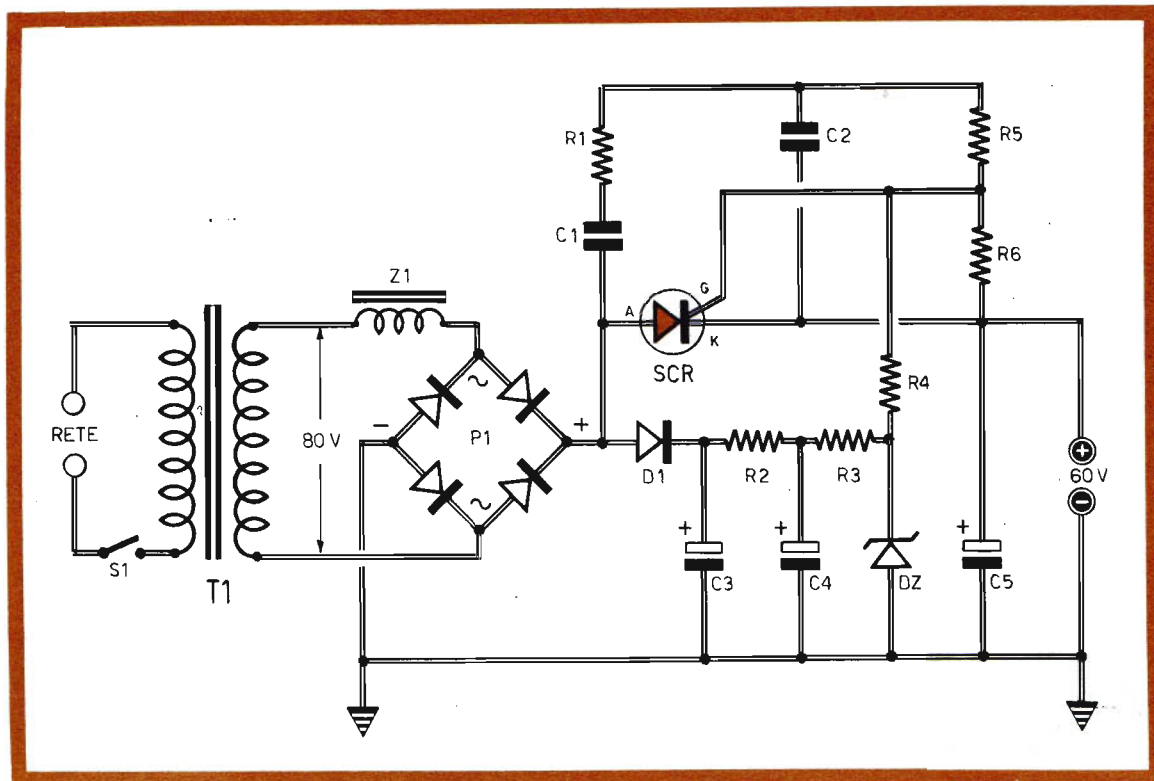 R1
C2
R5
C1
Z1
A
G
K
SCR
R6
R4
RETE
80 V
~
P1
~
−
+
D1
R2
R3
60 V
+
−
S1
T1
+
C3
+
C4
DZ
+
C5